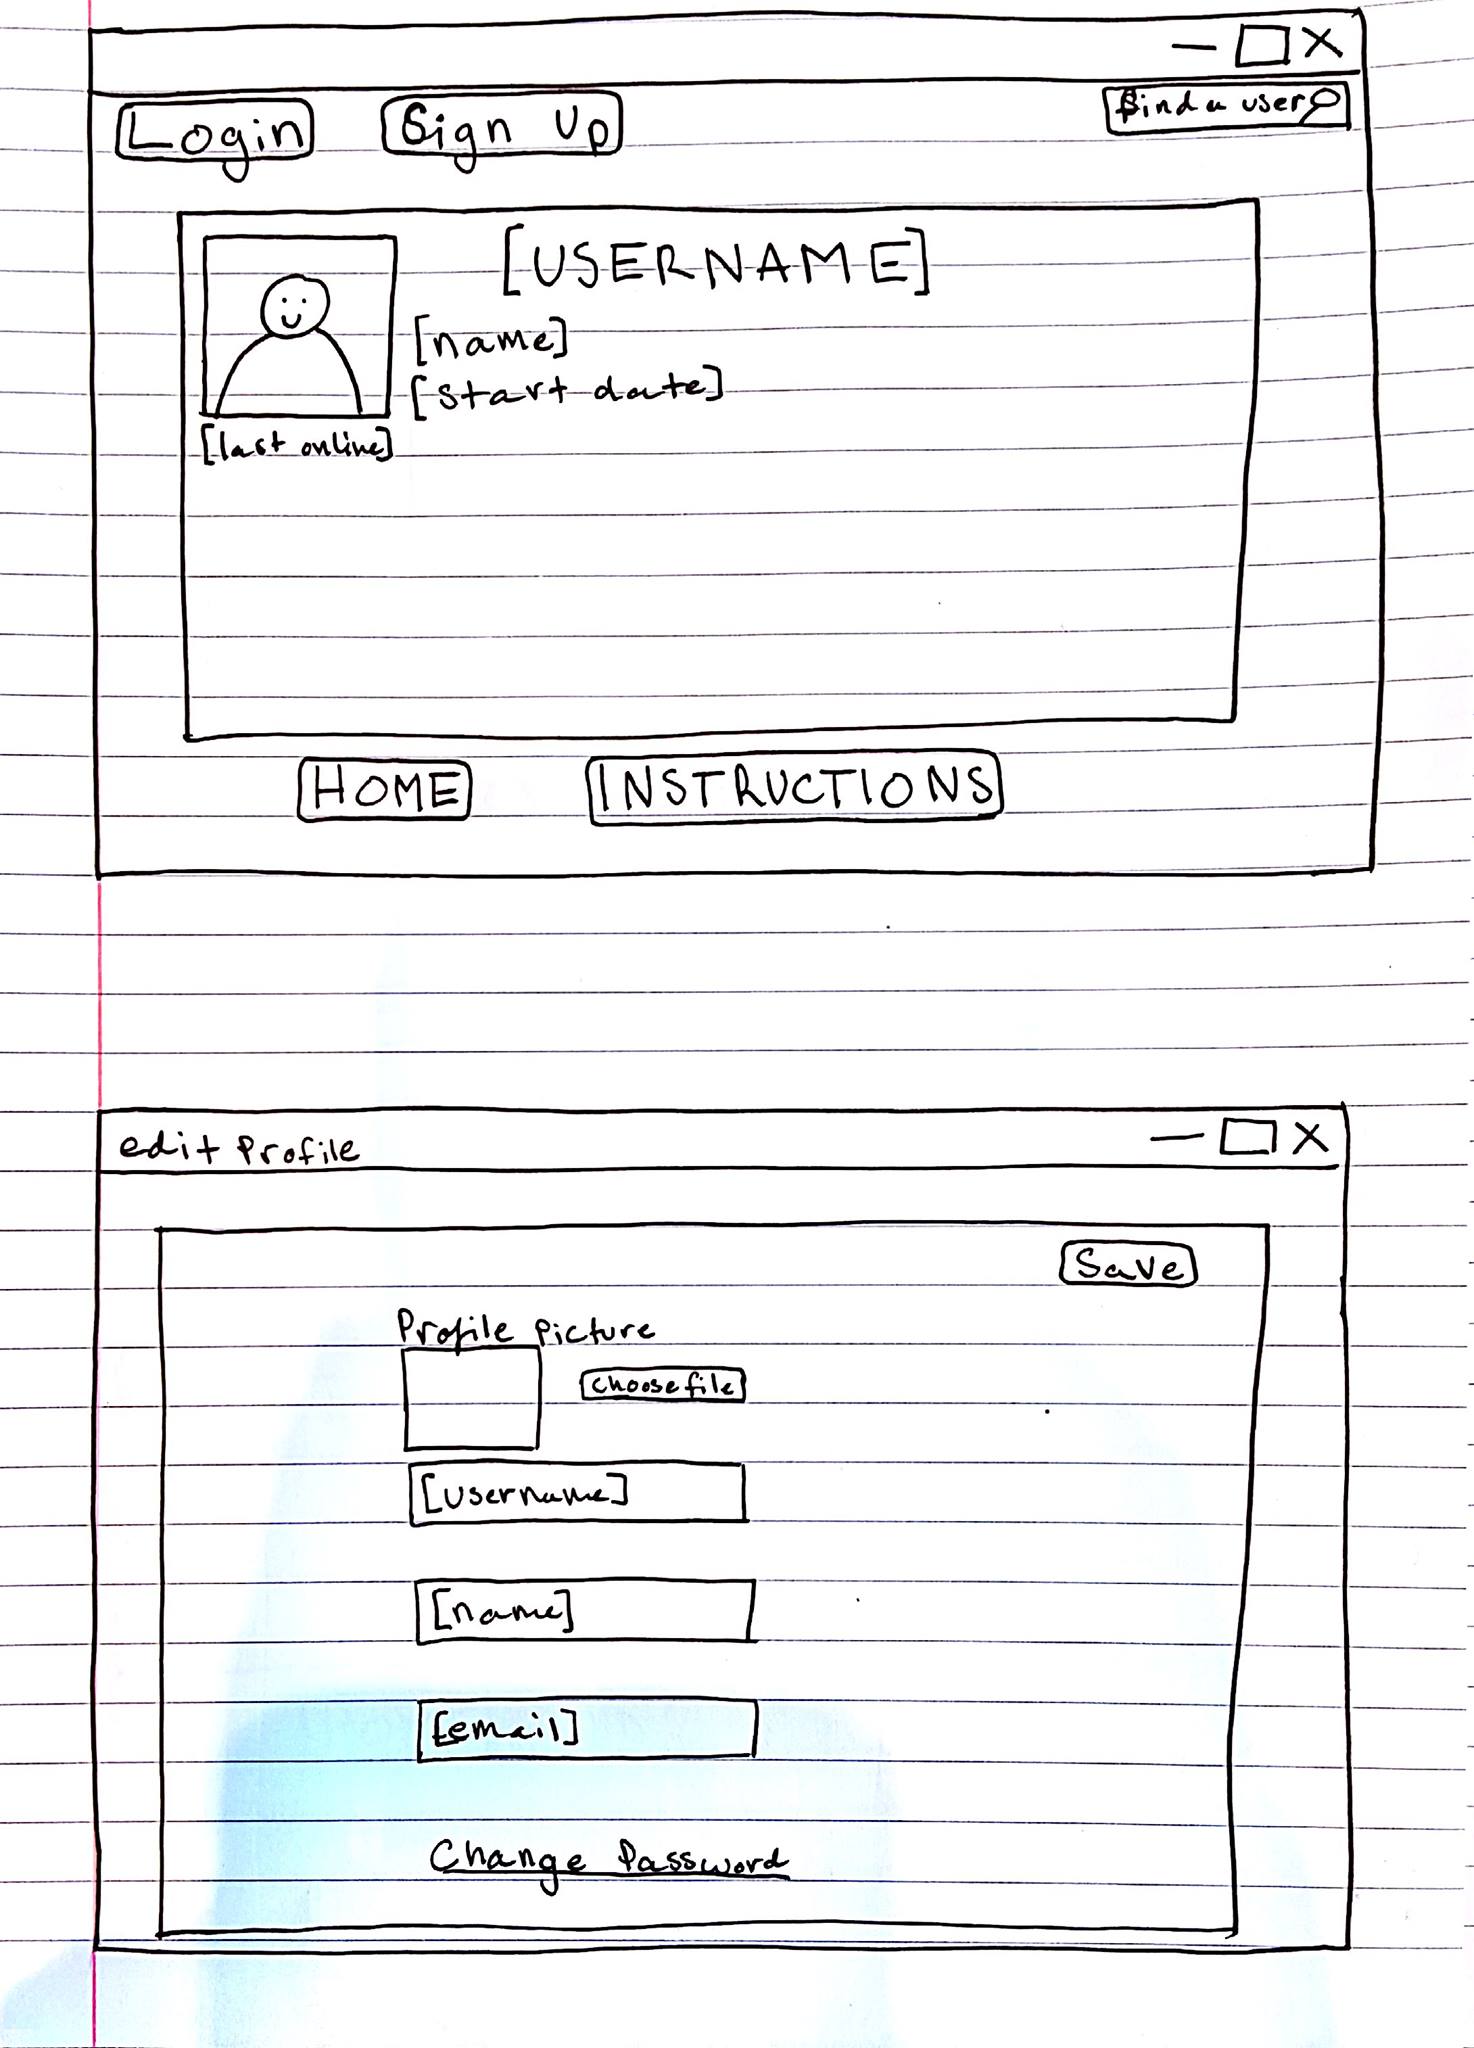 Login Sign Up find a user
[USERNAME]
[name]
[start date]
[last online]
HOME INSTRUCTIONS
edit Profile
Save
Profile picture
choose file
[username]
[name]
[email]
Change Password